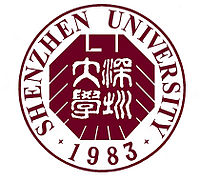 SHENZHEN UNIVERSITY
深圳
大學
· 1983 ·